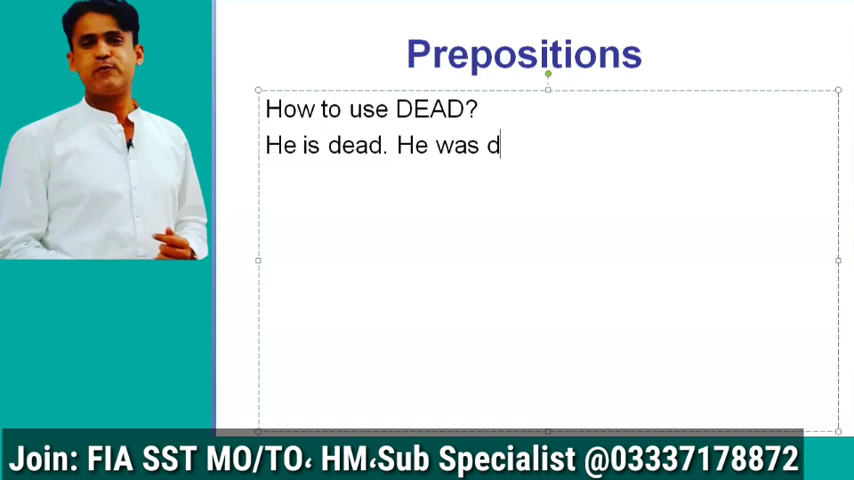 Prepositions
How to use DEAD?
He is dead. He was d
Join: FIA SST MO/TO، HM،Sub Specialist @03337178872